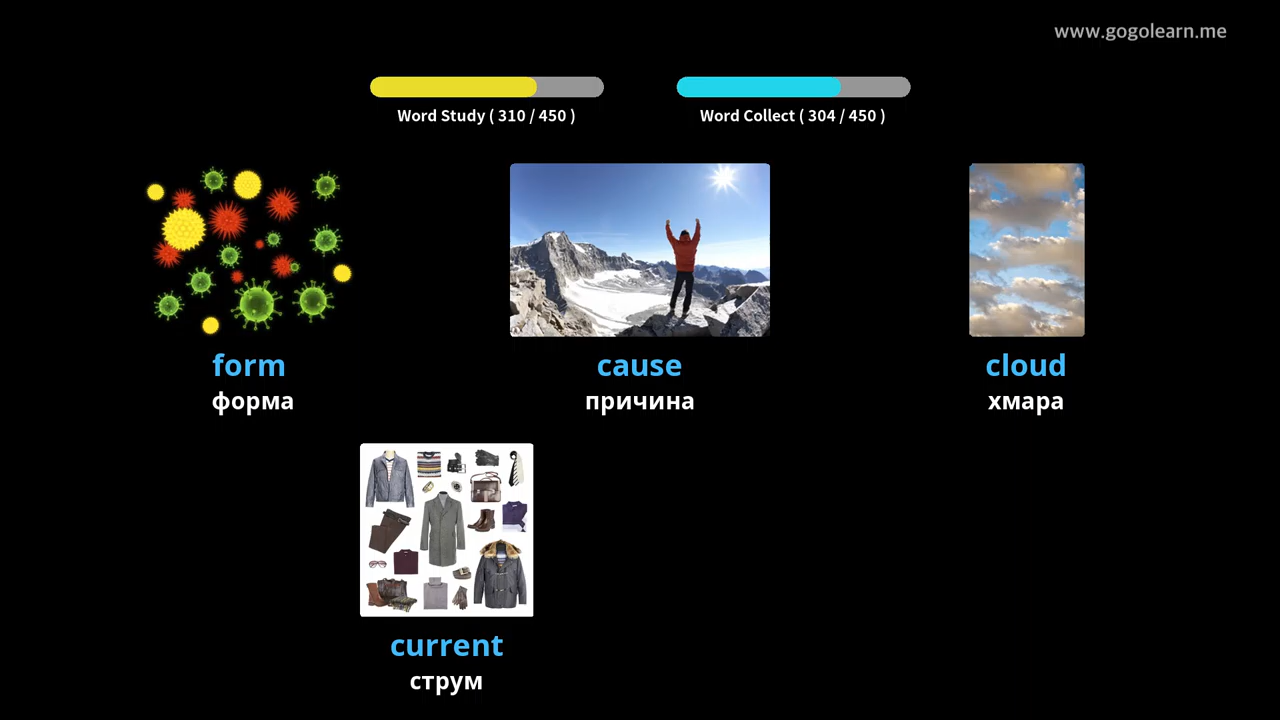 www.gogolearn.me
Word Study ( 310 / 450 )
Word Collect ( 304 / 450 )
form
форма
cause
причина
cloud
хмара
current
струм